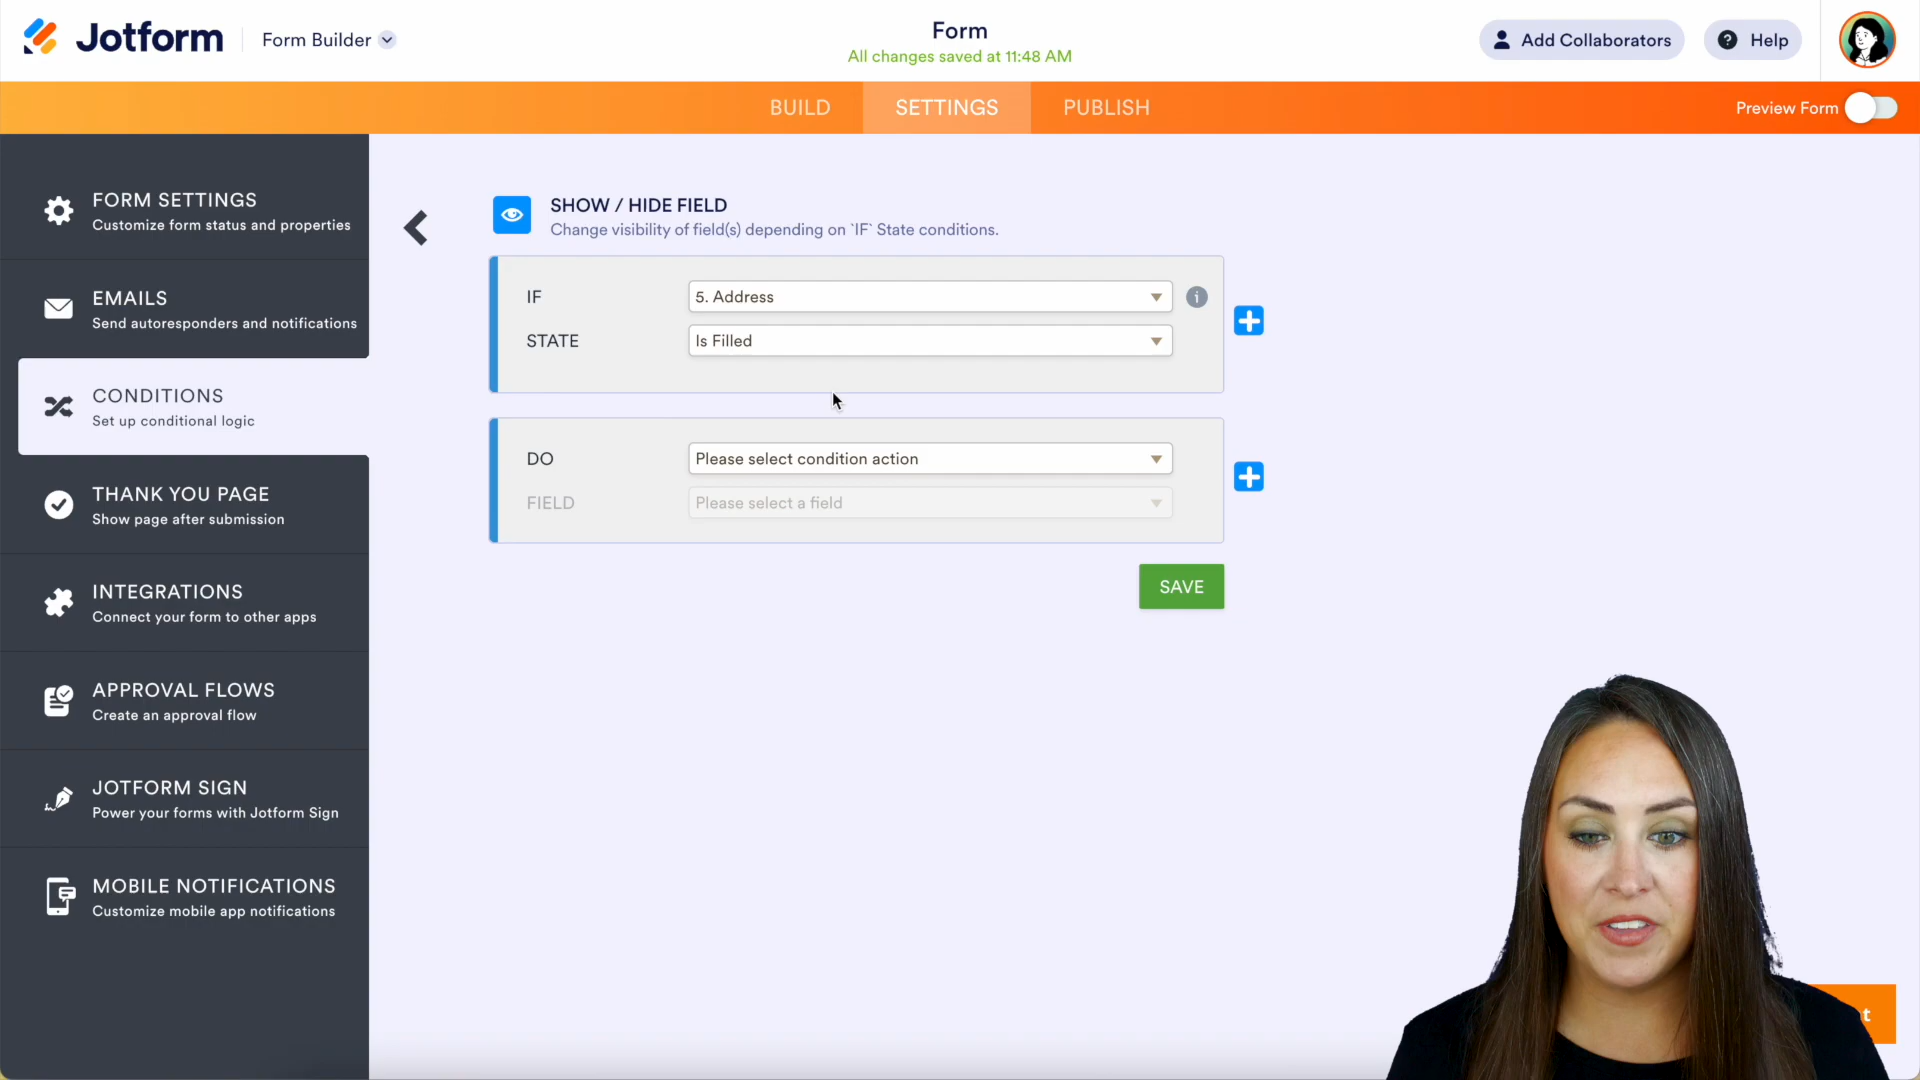 Jotform
Form Builder
Form
All changes saved at 11:48 AM
Add Collaborators
Help
BUILD
SETTINGS
PUBLISH
Preview Form
FORM SETTINGS
Customize form status and properties
EMAILS
Send autoresponders and notifications
CONDITIONS
Set up conditional logic
THANK YOU PAGE
Show page after submission
INTEGRATIONS
Connect your form to other apps
APPROVAL FLOWS
Create an approval flow
JOTFORM SIGN
Power your forms with Jotform Sign
MOBILE NOTIFICATIONS
Customize mobile app notifications
SHOW / HIDE FIELD
Change visibility of field(s) depending on `IF` State conditions.
IF
5. Address
STATE
Is Filled
DO
Please select condition action
FIELD
Please select a field
SAVE